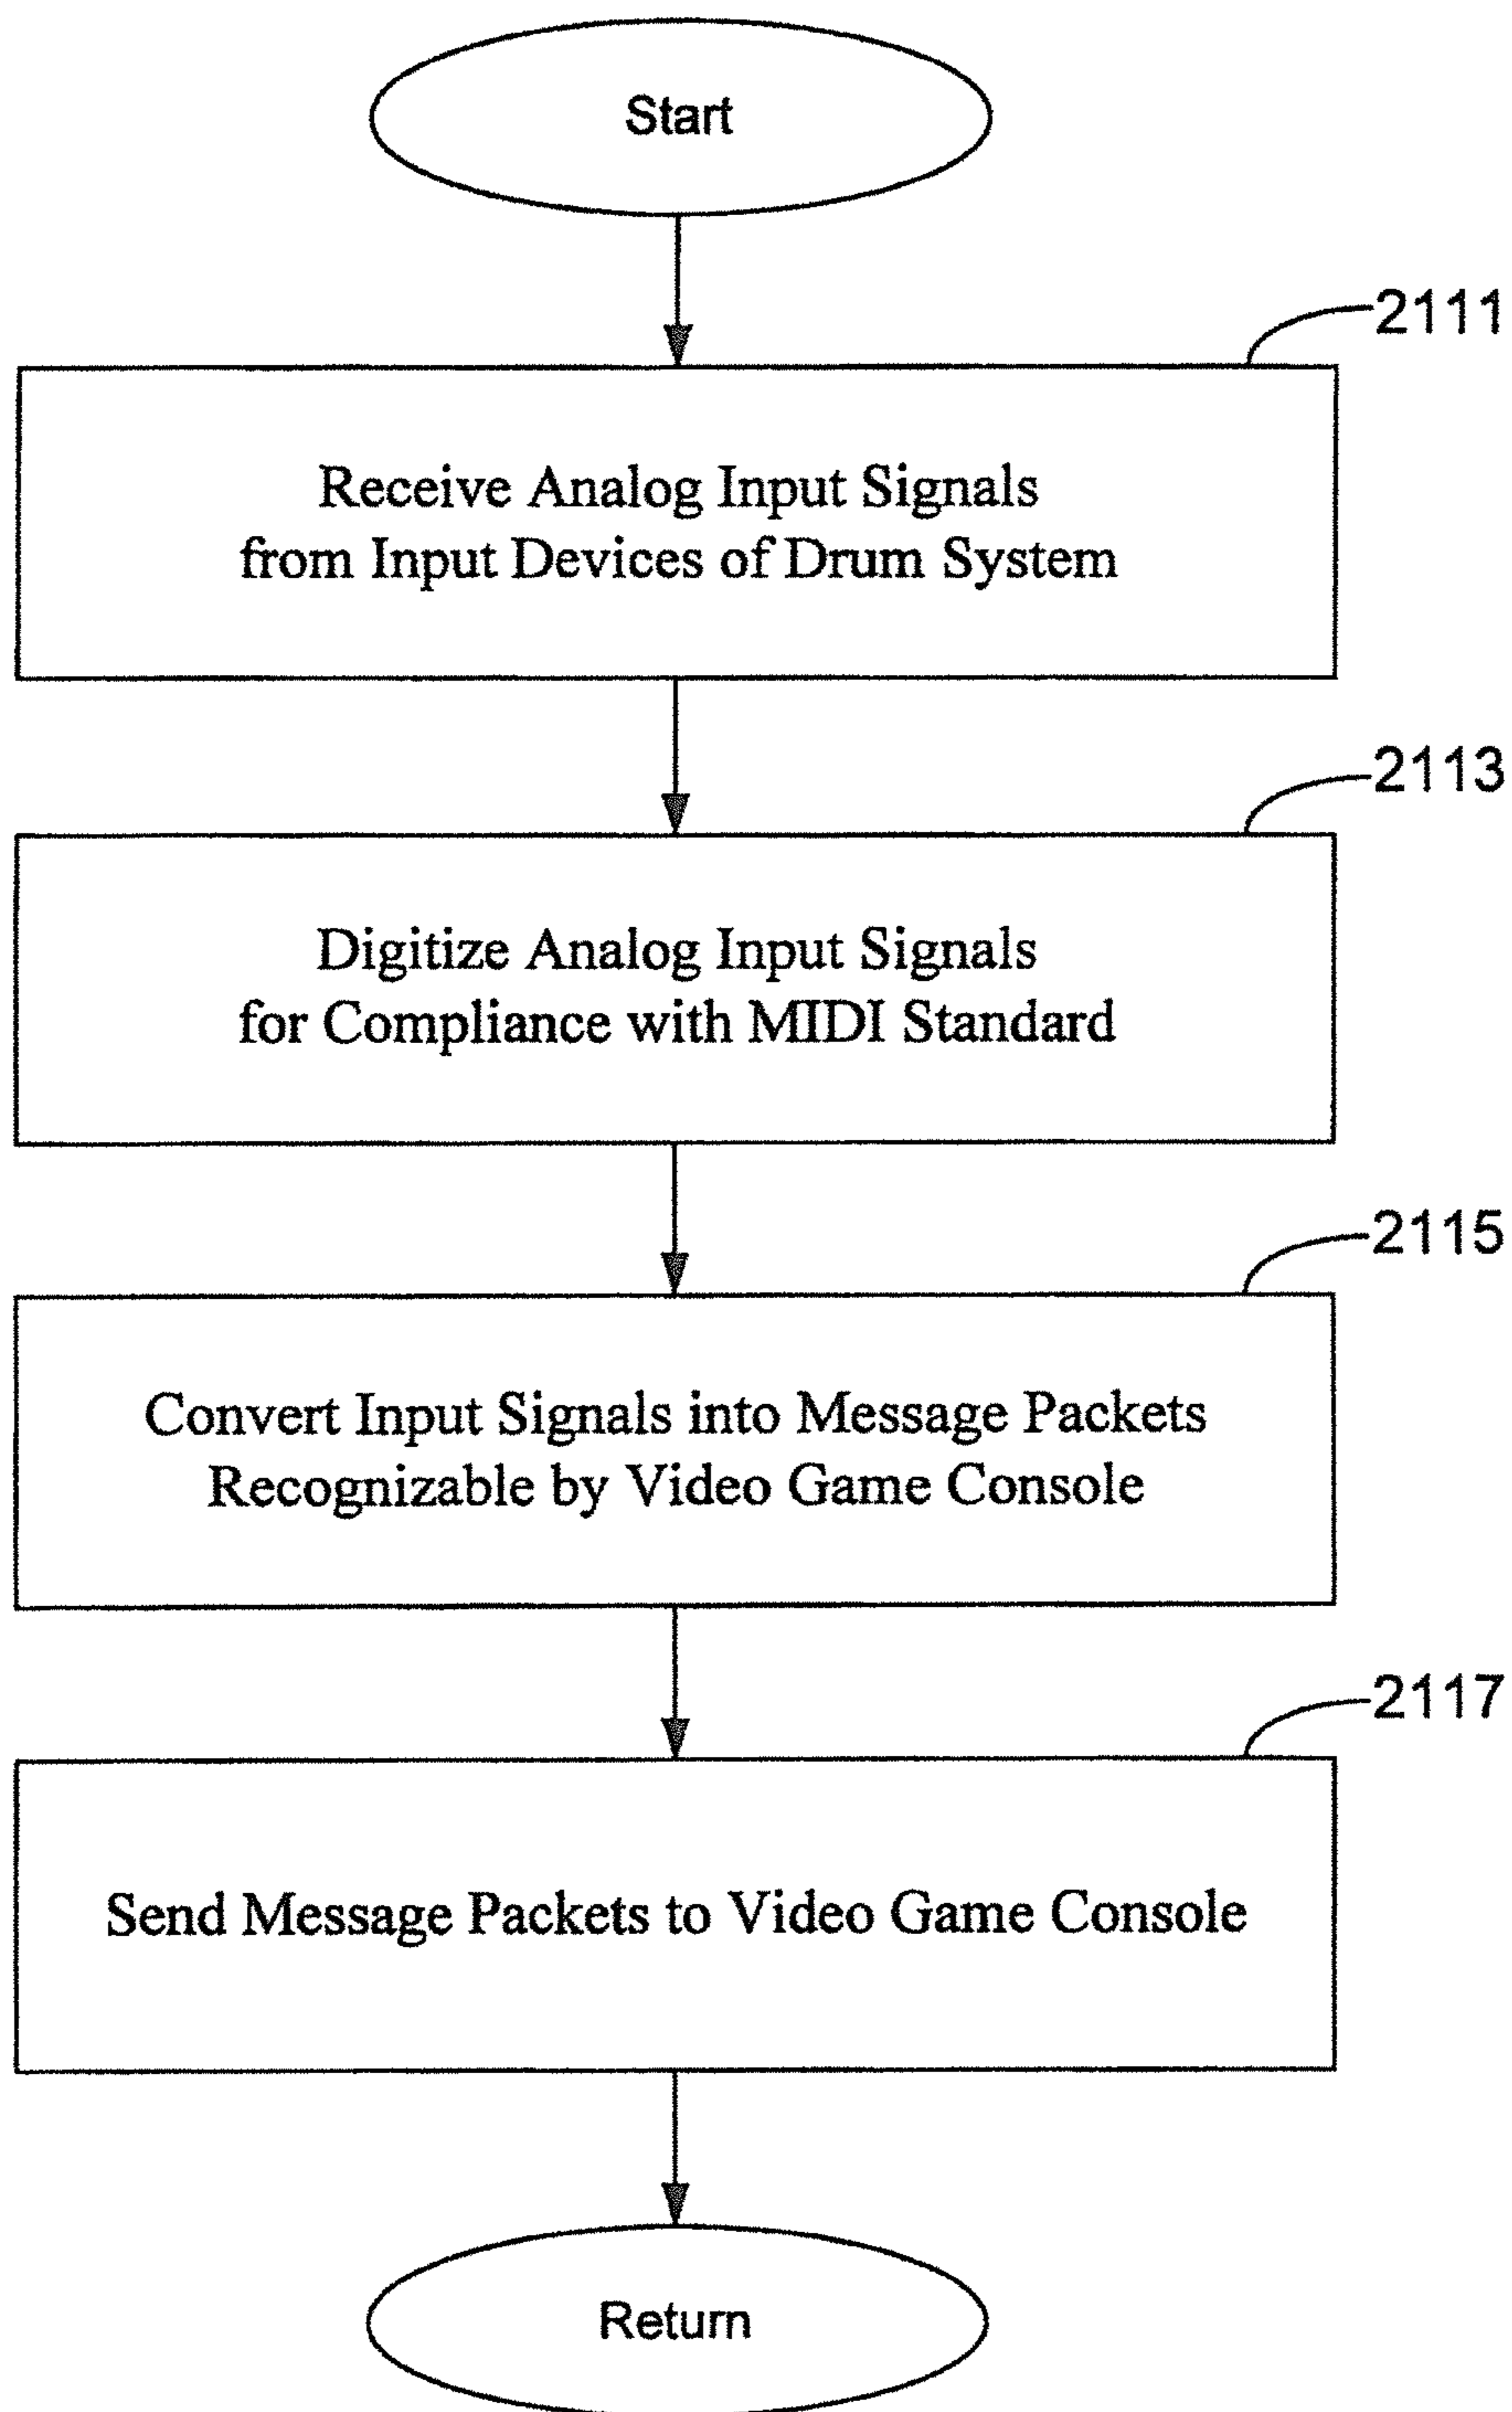 Start
2111
Receive Analog Input Signals
from Input Devices of Drum System
2113
Digitize Analog Input Signals
for Compliance with MIDI Standard
2115
Convert Input Signals into Message Packets
Recognizable by Video Game Console
2117
Send Message Packets to Video Game Console
Return